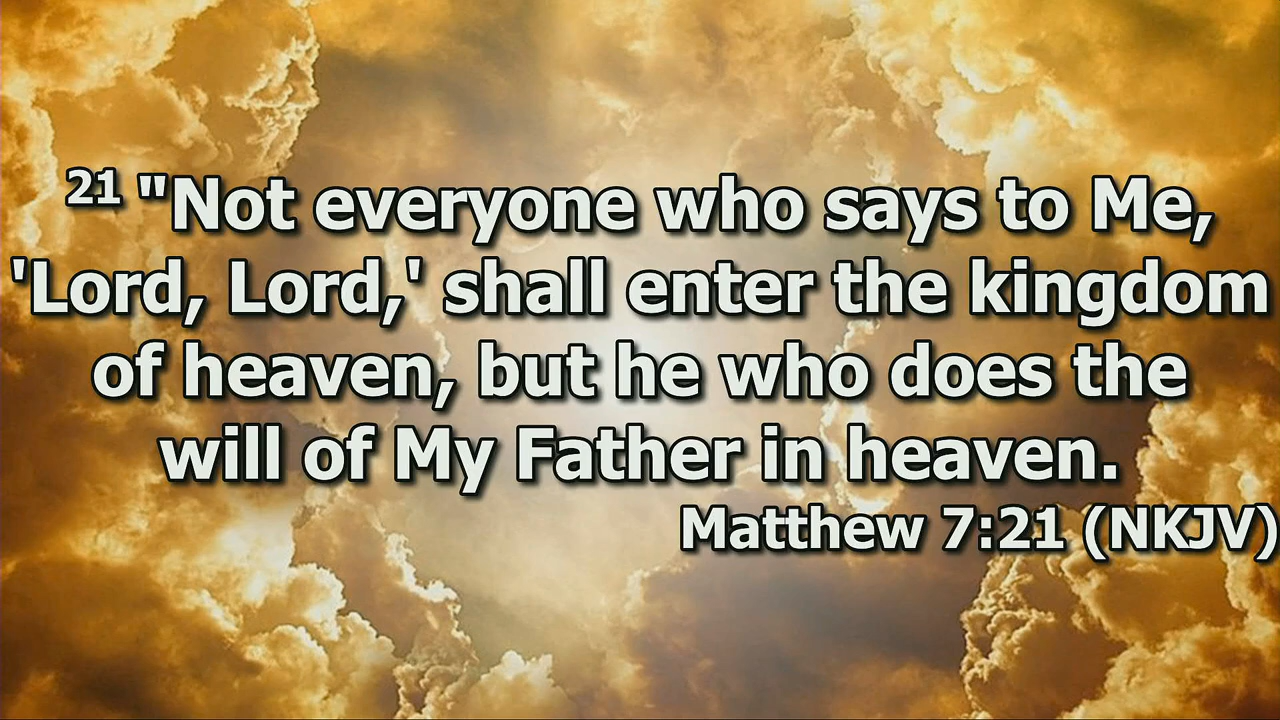 21 "Not everyone who says to Me,
'Lord, Lord,' shall enter the kingdom
of heaven, but he who does the
will of My Father in heaven.
Matthew 7:21 (NKJV)